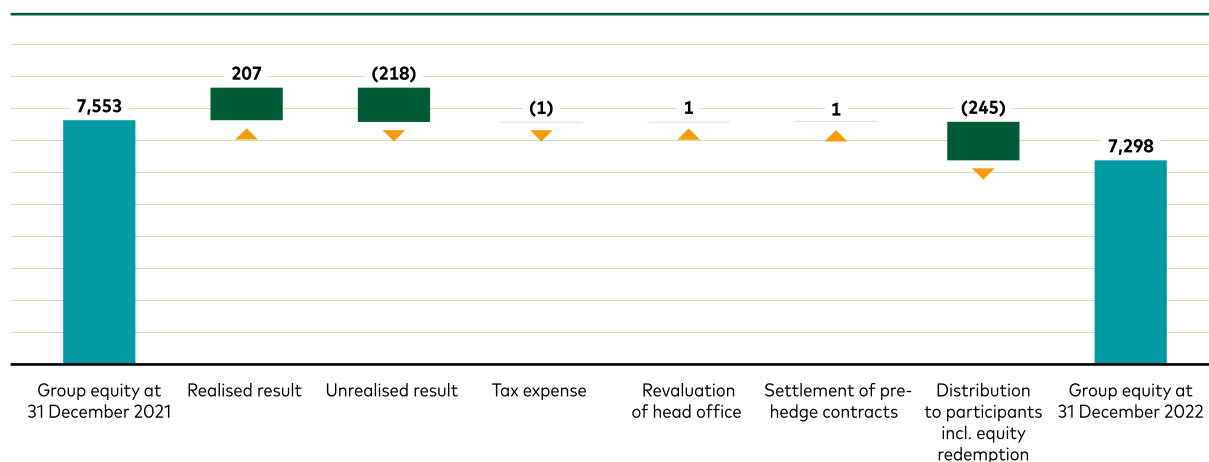 7,553
207
(218)
(1)
1
1
(245)
7,298
Group equity at
31 December 2021
Realised result
Unrealised result
Tax expense
Revaluation
of head office
Settlement of pre-
hedge contracts
Distribution
to participants
incl. equity
redemption
Group equity at
31 December 2022